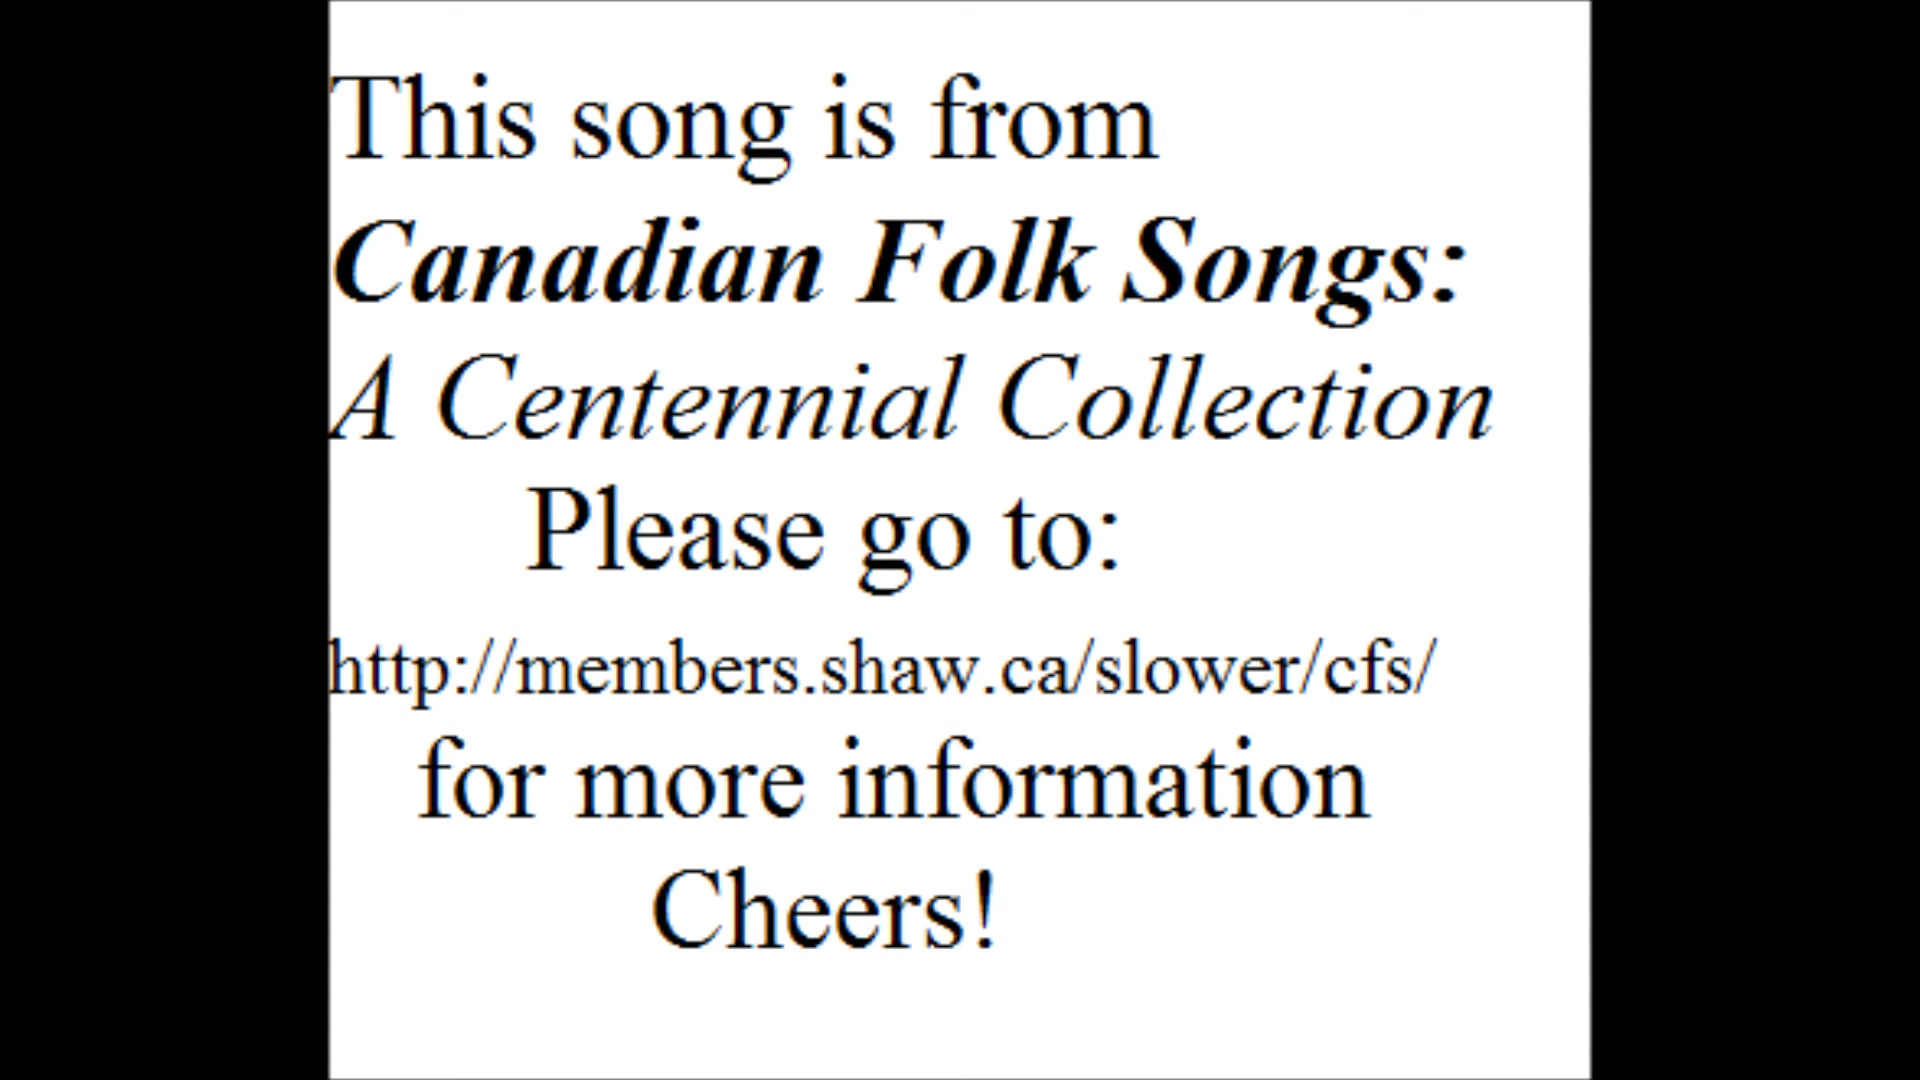 This song is from
Canadian Folk Songs:
A Centennial Collection
Please go to:
http://members.shaw.ca/slower/cfs/
for more information
Cheers!